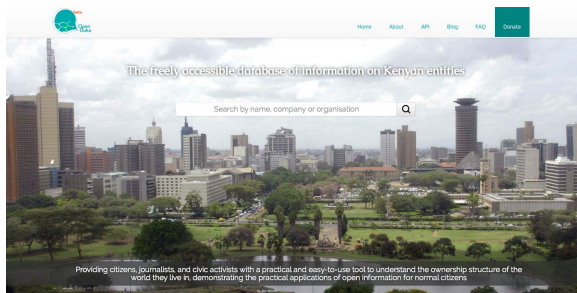 beta
Open
Duka
Home About API Blog FAQ Donate
The freely accessible database of information on Kenyan entities
Search by name, company or organisation
Providing citizens, journalists, and civic activists with a practical and easy-to-use tool to understand the ownership structure of the
world they live in, demonstrating the practical applications of open information for normal citizens